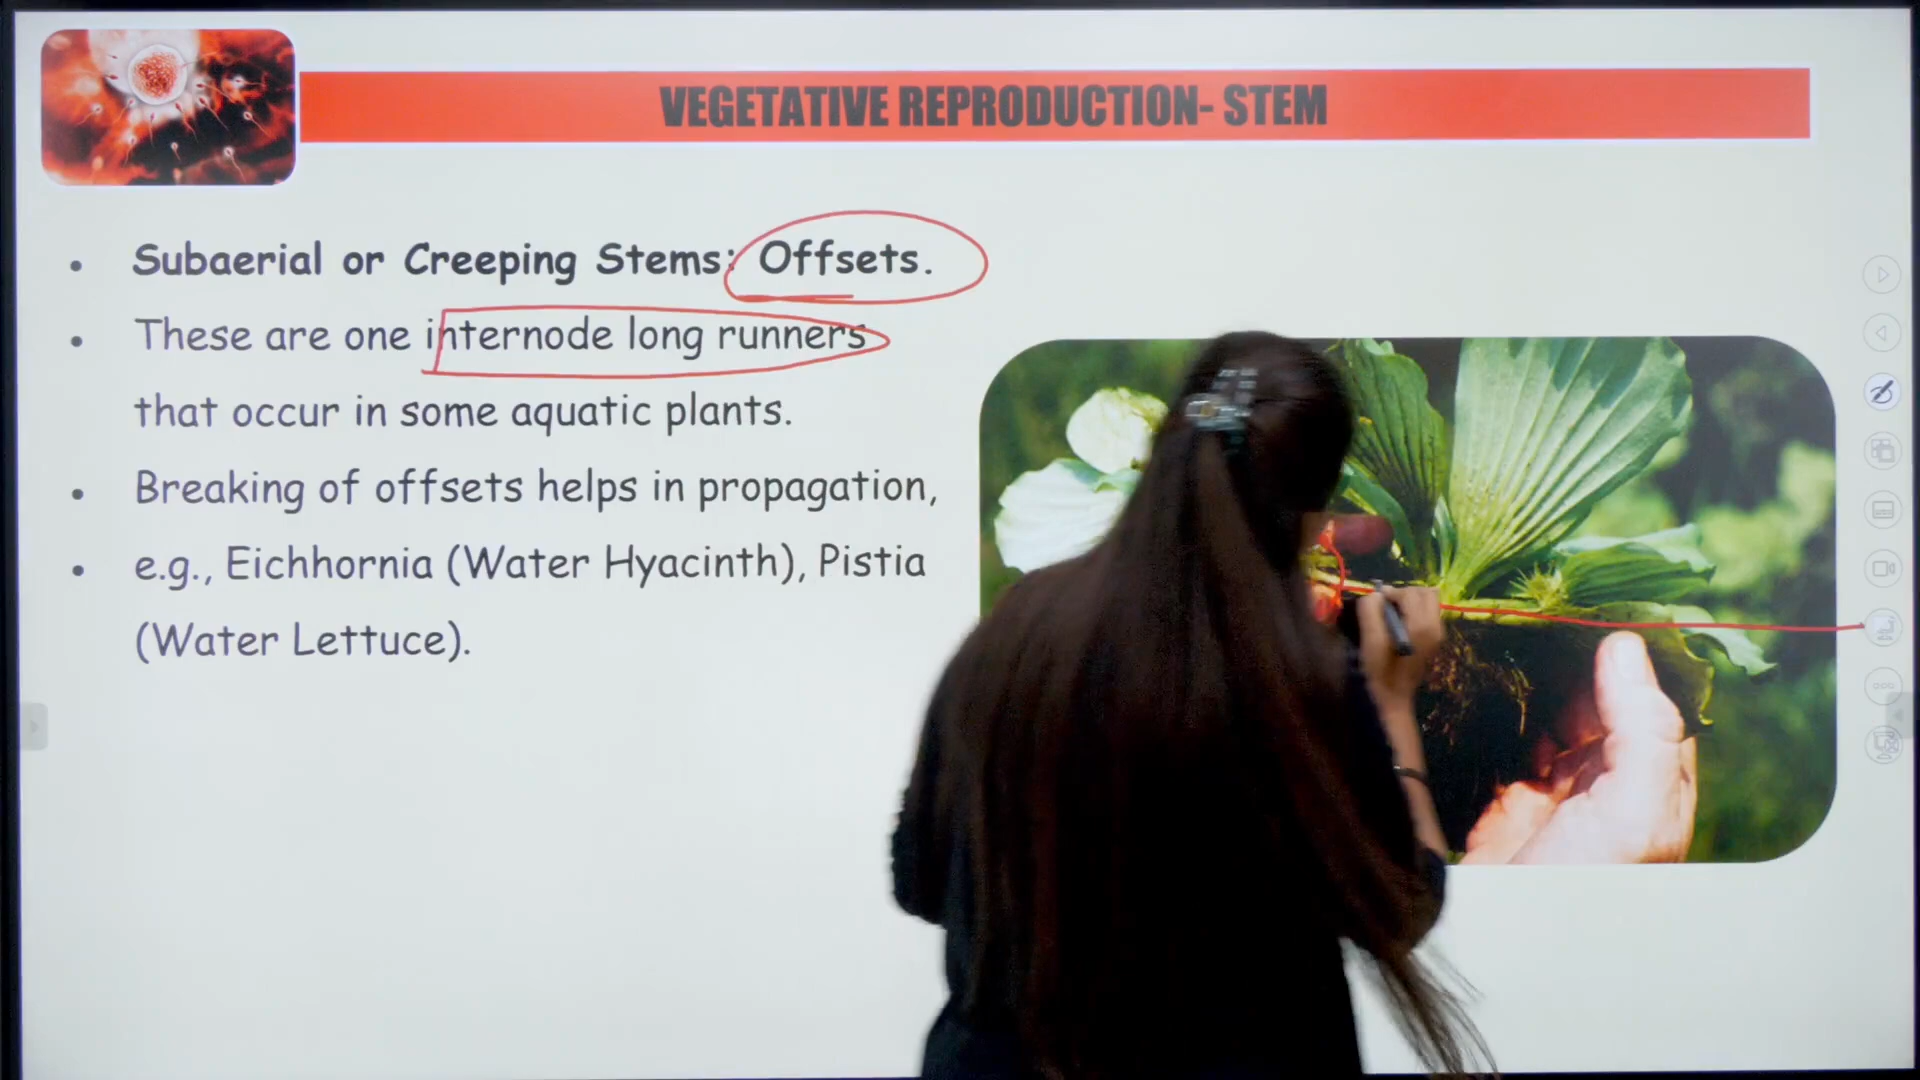 VEGETATIVE REPRODUCTION- STEM
Subaerial or Creeping Stems: Offsets.
These are one internode long runners
that occur in some aquatic plants.
Breaking of offsets helps in propagation,
e.g., Eichhornia (Water Hyacinth), Pistia
(Water Lettuce).